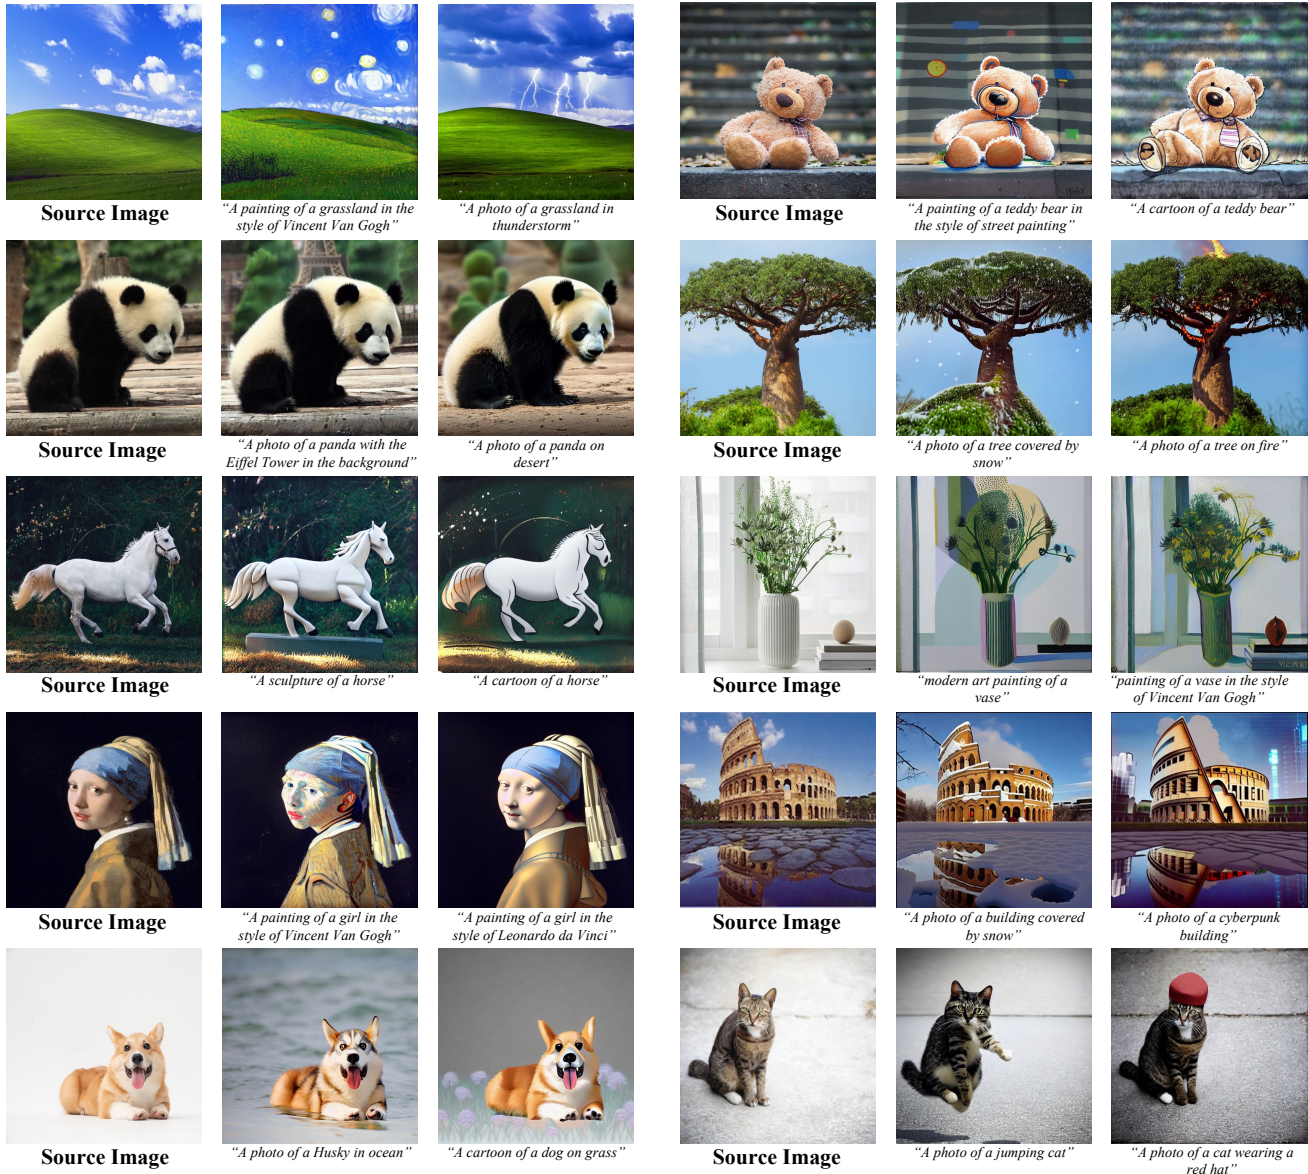 Source Image
“A painting of a grassland in the
style of Vincent Van Gogh”
“A photo of a grassland in
thunderstorm”
Source Image
“A painting of a teddy bear in
the style of street painting”
“A cartoon of a teddy bear”
Source Image
“A photo of a panda with the
Eiffel Tower in the background”
“A photo of a panda on
desert”
Source Image
“A photo of a tree covered by
snow”
“A photo of a tree on fire”
Source Image
“A sculpture of a horse”
“A cartoon of a horse”
Source Image
“modern art painting of a
vase”
“painting of a vase in the style
of Vincent Van Gogh”
Source Image
“A painting of a girl in the
style of Vincent Van Gogh”
“A painting of a girl in the
style of Leonardo da Vinci”
Source Image
“A photo of a building covered
by snow”
“A photo of a cyberpunk
building”
Source Image
“A photo of a Husky in ocean”
“A cartoon of a dog on grass”
Source Image
“A photo of a jumping cat”
“A photo of a cat wearing a
red hat”